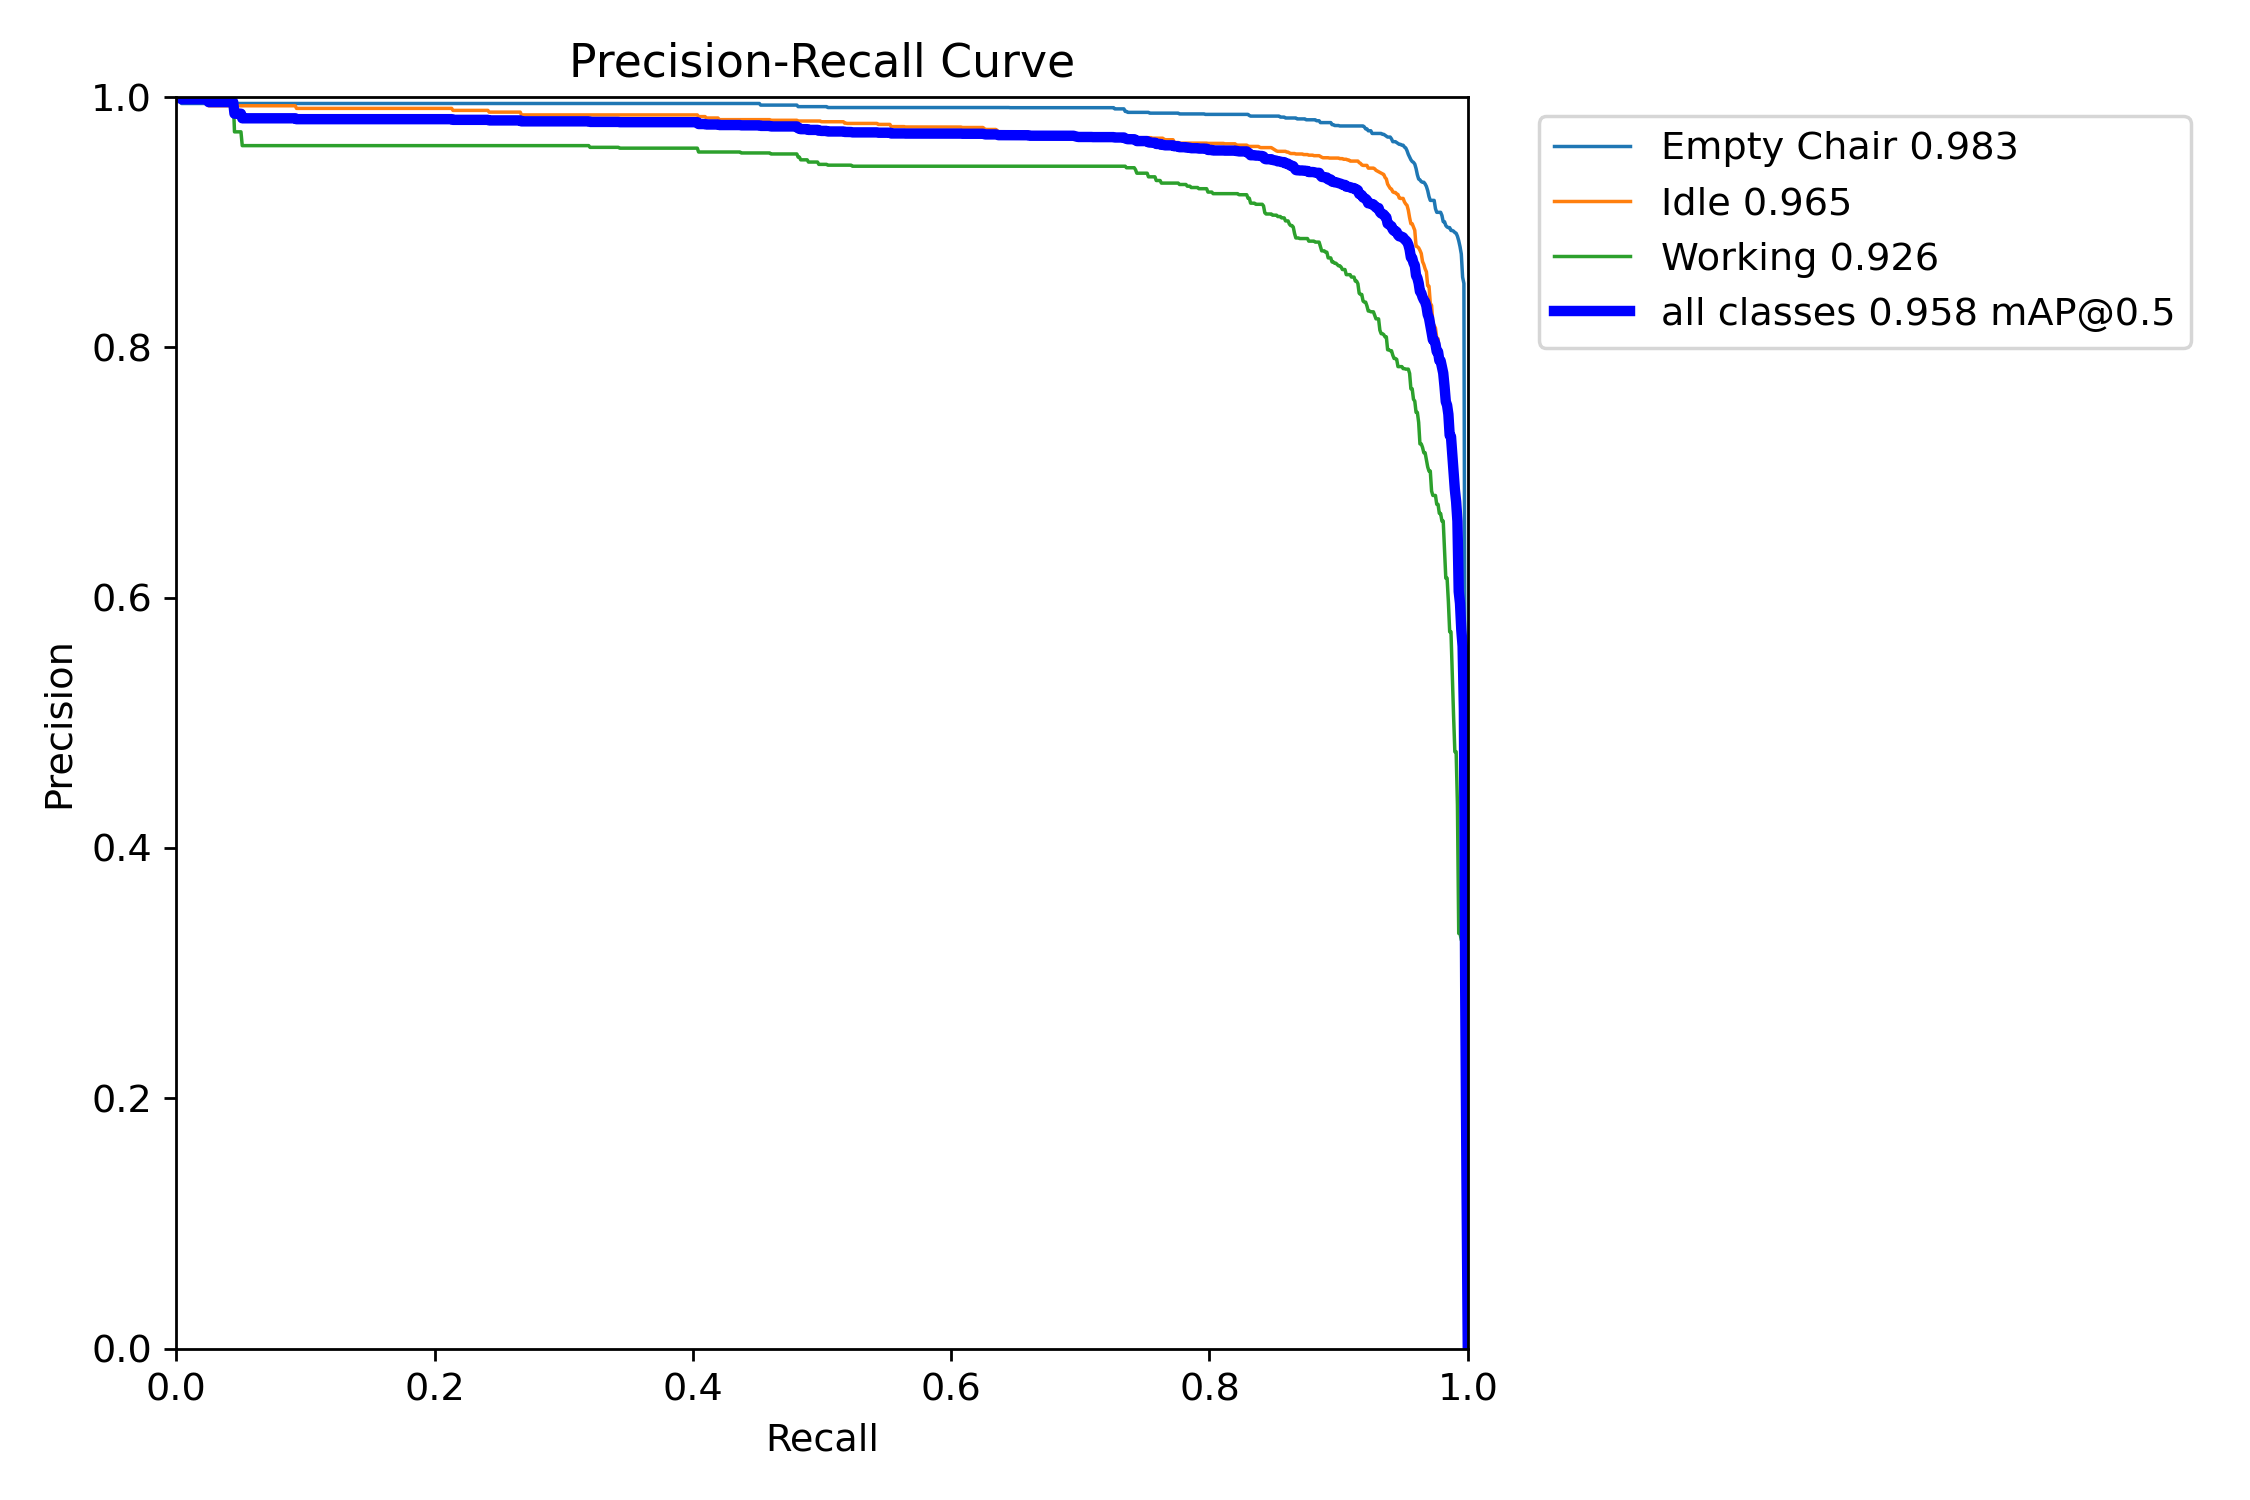 Precision-Recall Curve
1.0
0.8
0.6
0.4
0.2
0.0
Precision
0.0 0.2 0.4 0.6 0.8 1.0
Recall
Empty Chair 0.983
Idle 0.965
Working 0.926
all classes 0.958 mAP@0.5